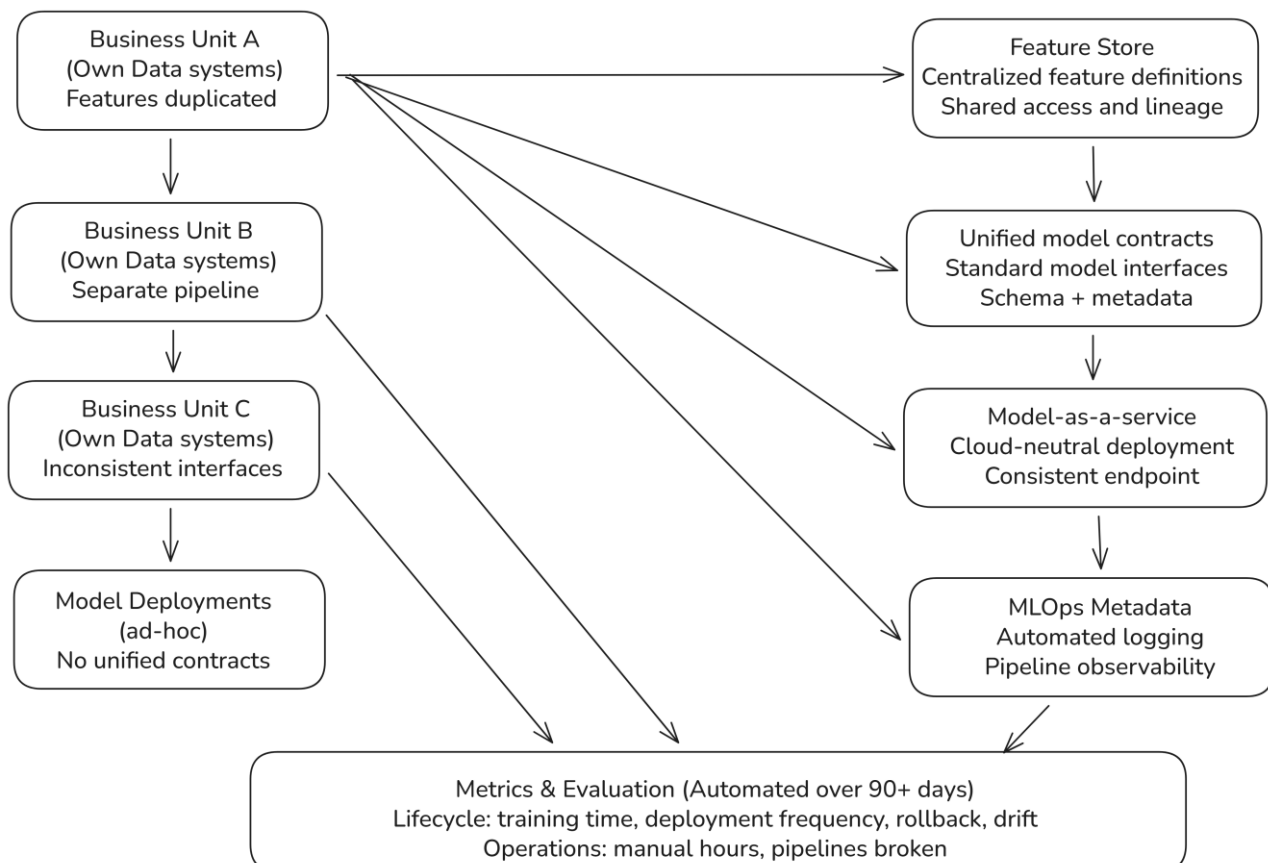 Business Unit A
(Own Data systems)
Features duplicated
Business Unit B
(Own Data systems)
Separate pipeline
Business Unit C
(Own Data systems)
Inconsistent interfaces
Model Deployments
(ad-hoc)
No unified contracts
Feature Store
Centralized feature definitions
Shared access and lineage
Unified model contracts
Standard model interfaces
Schema + metadata
Model-as-a-service
Cloud-neutral deployment
Consistent endpoint
MLOps Metadata
Automated logging
Pipeline observability
Metrics & Evaluation (Automated over 90+ days)
Lifecycle: training time, deployment frequency, rollback, drift
Operations: manual hours, pipelines broken